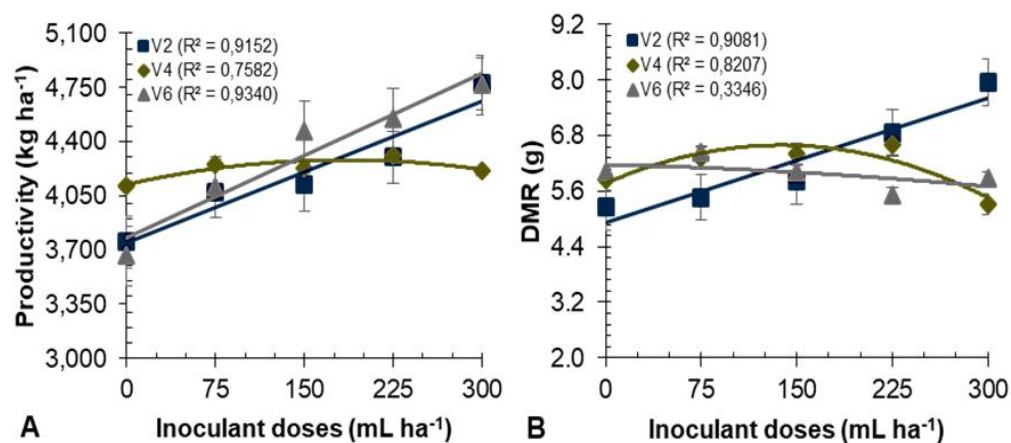 5,100
4,750
4,400
4,050
3,700
3,350
3,000
Productivity (kg ha⁻¹)
V2 (R² = 0,9152)
V4 (R² = 0,7582)
V6 (R² = 0,9340)
0 75 150 225 300
A Inoculant doses (mL ha⁻¹)
9.2
8.0
6.8
5.6
4.4
3.2
2.0
DMR (g)
V2 (R² = 0,9081)
V4 (R² = 0,8207)
V6 (R² = 0,3346)
0 75 150 225 300
B Inoculant doses (mL ha⁻¹)